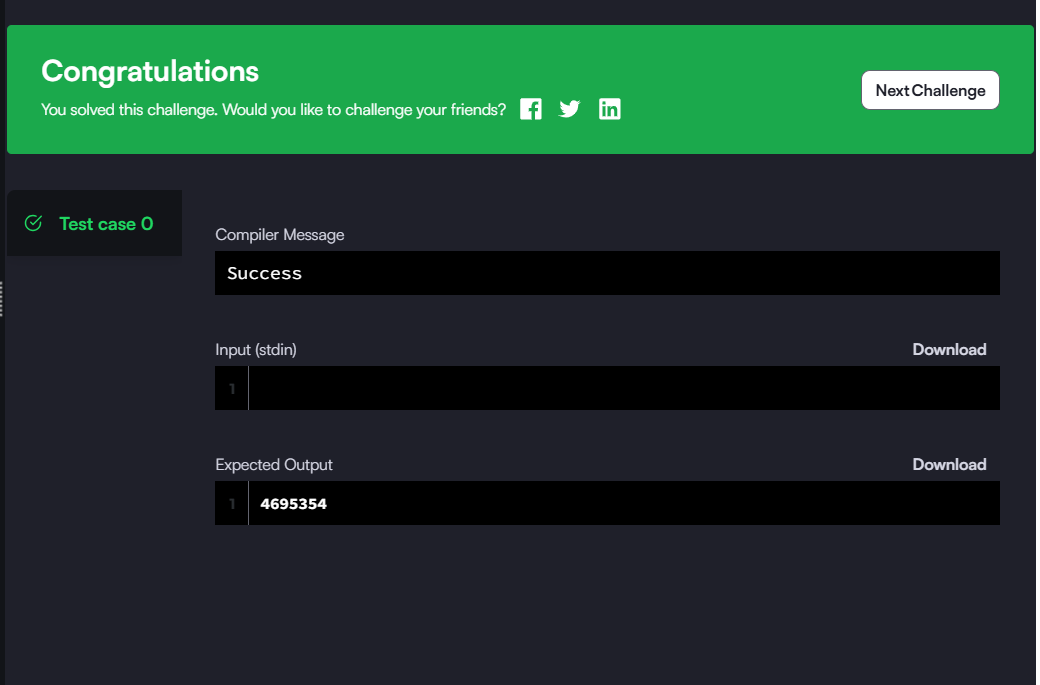 Congratulations
You solved this challenge. Would you like to challenge your friends?
Next Challenge
Test case 0
Compiler Message
Success
Input (stdin)
Download
1
Expected Output
Download
1
4695354